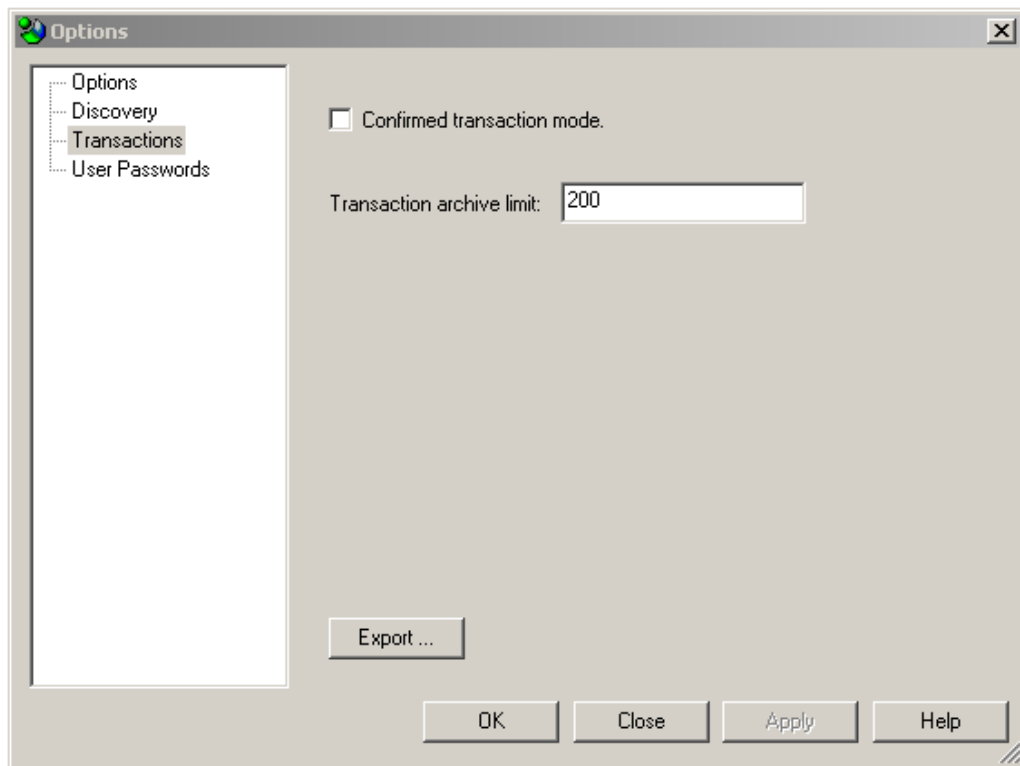 Options
Options
Discovery
Transactions
User Passwords
Confirmed transaction mode.
Transaction archive limit: 200
Export ...
OK Close Apply Help